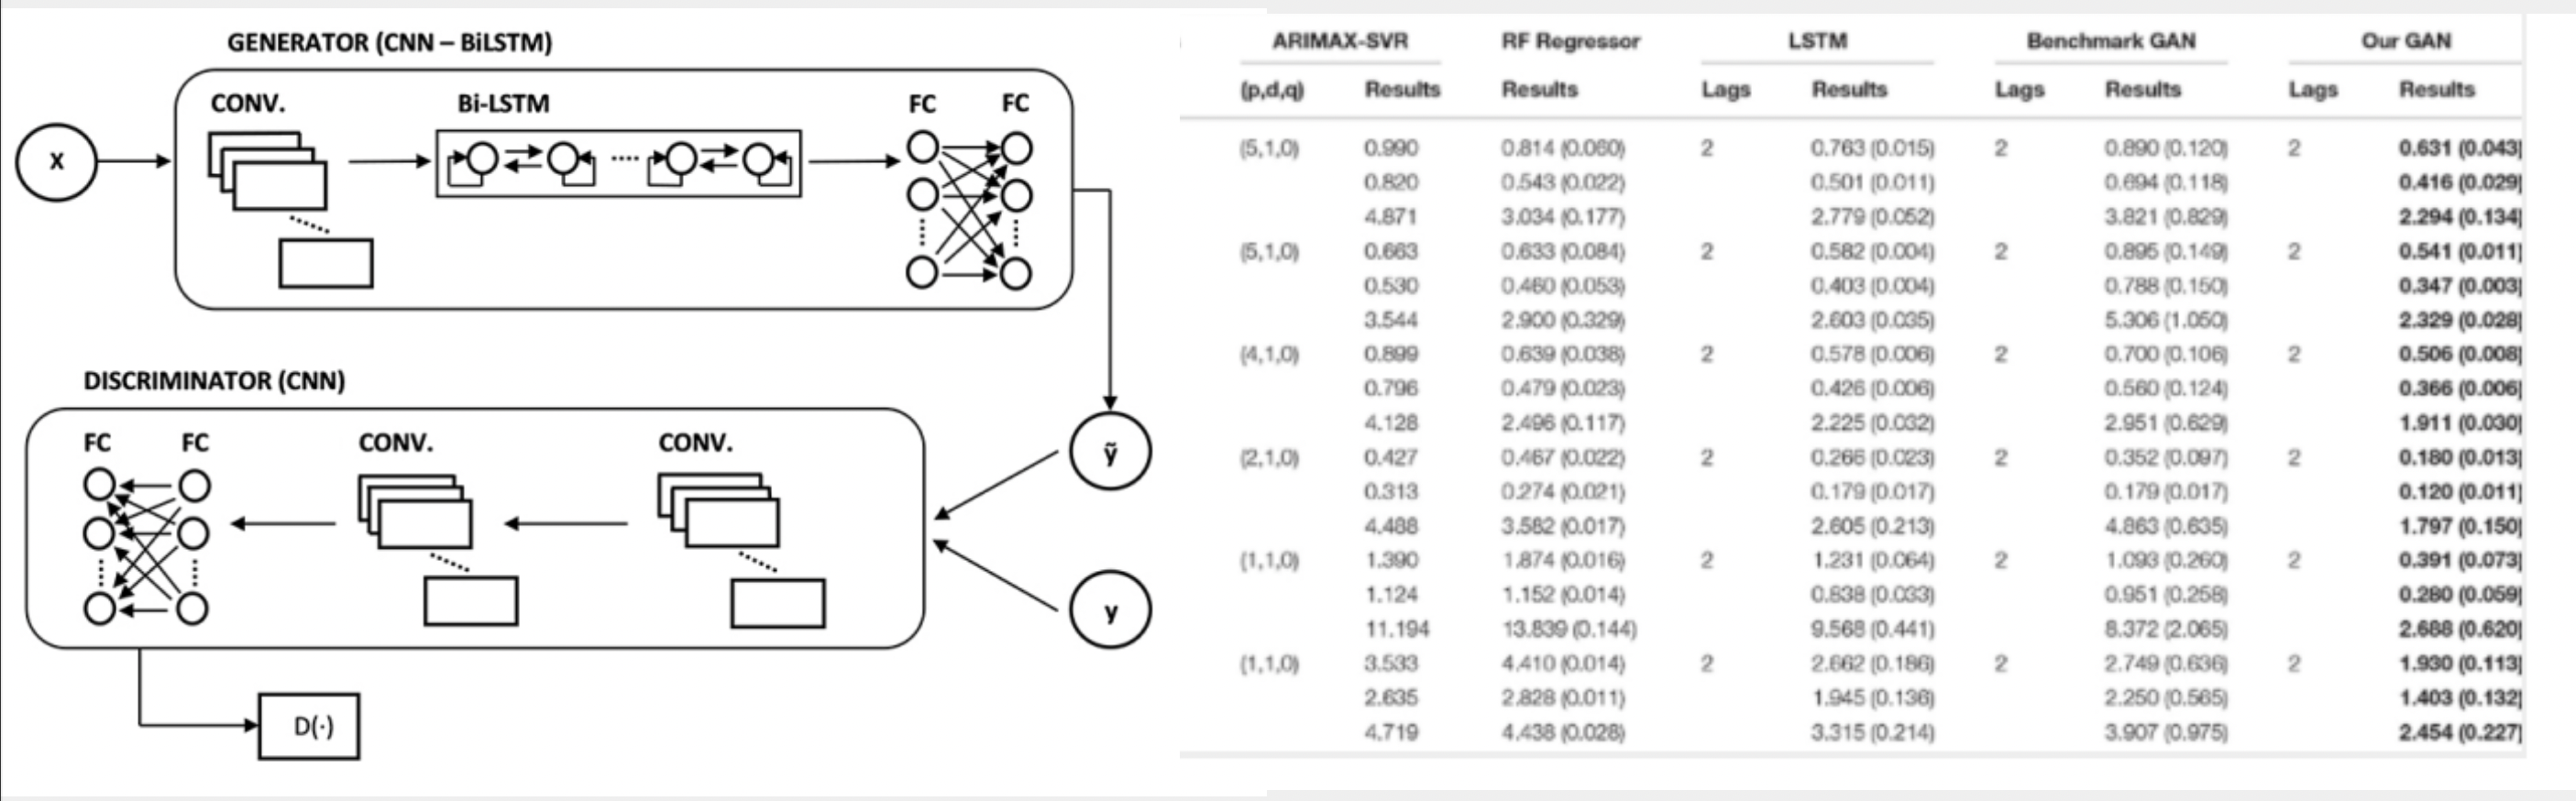 GENERATOR (CNN – BiLSTM)
CONV.
Bi-LSTM
FC
FC
X
DISCRIMINATOR (CNN)
FC
FC
CONV.
CONV.
ỹ
y
D(·)
ARIMAX-SVR RF Regressor LSTM Benchmark GAN Our GAN
(p,d,q) Results Results Lags Results Lags Results Lags Results
(5,1,0) 0.990 0.814 (0.060) 2 0.763 (0.015) 2 0.890 (0.120) 2 0.631 (0.043)
0.820 0.543 (0.022) 0.501 (0.011) 0.694 (0.118) 0.416 (0.029)
4.871 3.034 (0.177) 2.779 (0.052) 3.821 (0.829) 2.294 (0.134)
(5,1,0) 0.663 0.633 (0.084) 2 0.582 (0.004) 2 0.895 (0.149) 2 0.541 (0.011)
0.530 0.460 (0.053) 0.403 (0.004) 0.788 (0.150) 0.347 (0.003)
3.544 2.900 (0.329) 2.603 (0.035) 5.306 (1.050) 2.329 (0.028)
(4,1,0) 0.899 0.639 (0.038) 2 0.578 (0.006) 2 0.700 (0.106) 2 0.506 (0.008)
0.796 0.479 (0.023) 0.426 (0.006) 0.560 (0.124) 0.366 (0.006)
4.128 2.496 (0.117) 2.225 (0.032) 2.951 (0.629) 1.911 (0.030)
(2,1,0) 0.427 0.467 (0.022) 2 0.266 (0.023) 2 0.352 (0.097) 2 0.180 (0.013)
0.313 0.274 (0.021) 0.179 (0.017) 0.179 (0.017) 0.120 (0.011)
4.488 3.582 (0.017) 2.605 (0.213) 4.863 (0.635) 1.797 (0.150)
(1,1,0) 1.390 1.874 (0.016) 2 1.231 (0.064) 2 1.093 (0.260) 2 0.391 (0.073)
1.124 1.152 (0.014) 0.838 (0.033) 0.951 (0.258) 0.280 (0.059)
11.194 13.839 (0.144) 9.568 (0.441) 8.372 (2.065) 2.688 (0.620)
(1,1,0) 3.533 4.410 (0.014) 2 2.662 (0.186) 2 2.749 (0.636) 2 1.930 (0.113)
2.635 2.828 (0.011) 1.945 (0.136) 2.250 (0.565) 1.403 (0.132)
4.719 4.438 (0.028) 3.315 (0.214) 3.907 (0.975) 2.454 (0.227)